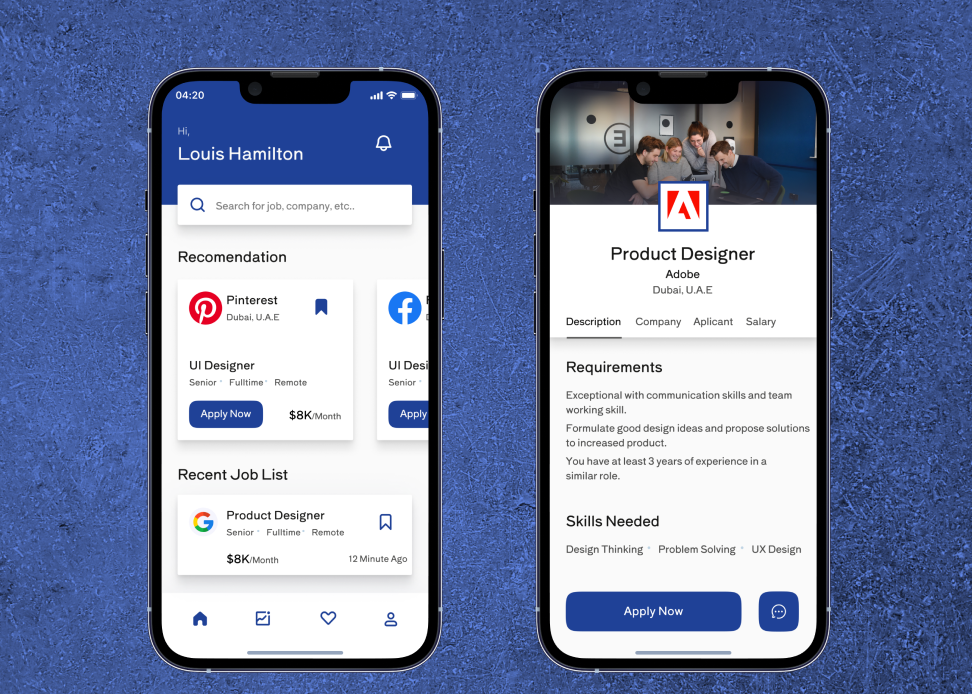 04:20
Hi,
Louis Hamilton
Search for job, company, etc..
Recomendation
Pinterest
Dubai, U.A.E
UI Designer
Senior • Fulltime • Remote
Apply Now
$8K/Month
UI Desi
Senior •
Apply
Recent Job List
Product Designer
Senior • Fulltime • Remote
$8K/Month
12 Minute Ago
Product Designer
Adobe
Dubai, U.A.E
Description Company Aplicant Salary
Requirements
Exceptional with communication skills and team
working skill.
Formulate good design ideas and propose solutions
to increased product.
You have at least 3 years of experience in a
similar role.
Skills Needed
Design Thinking • Problem Solving • UX Design
Apply Now